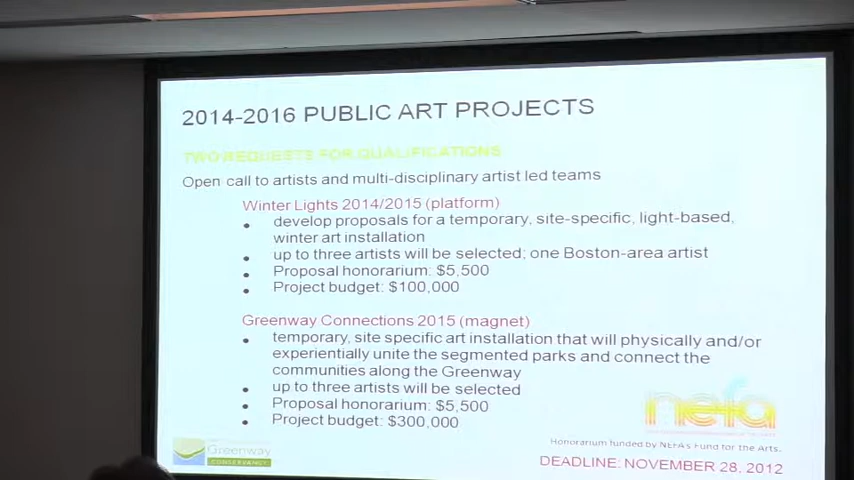 2014-2016 PUBLIC ART PROJECTS
TWO REQUESTS FOR QUALIFICATIONS
Open call to artists and multi-disciplinary artist led teams
Winter Lights 2014/2015 (platform)
• develop proposals for a temporary, site-specific, light-based,
winter art installation
• up to three artists will be selected; one Boston-area artist
• Proposal honorarium: $5,500
• Project budget: $100,000
Greenway Connections 2015 (magnet)
• temporary, site specific art installation that will physically and/or
experientially unite the segmented parks and connect the
communities along the Greenway
• up to three artists will be selected
• Proposal honorarium: $5,500
• Project budget: $300,000
nefa
Greenway
CONSERVANCY
Honorarium funded by NEFA's Fund for the Arts.
DEADLINE: NOVEMBER 28, 2012